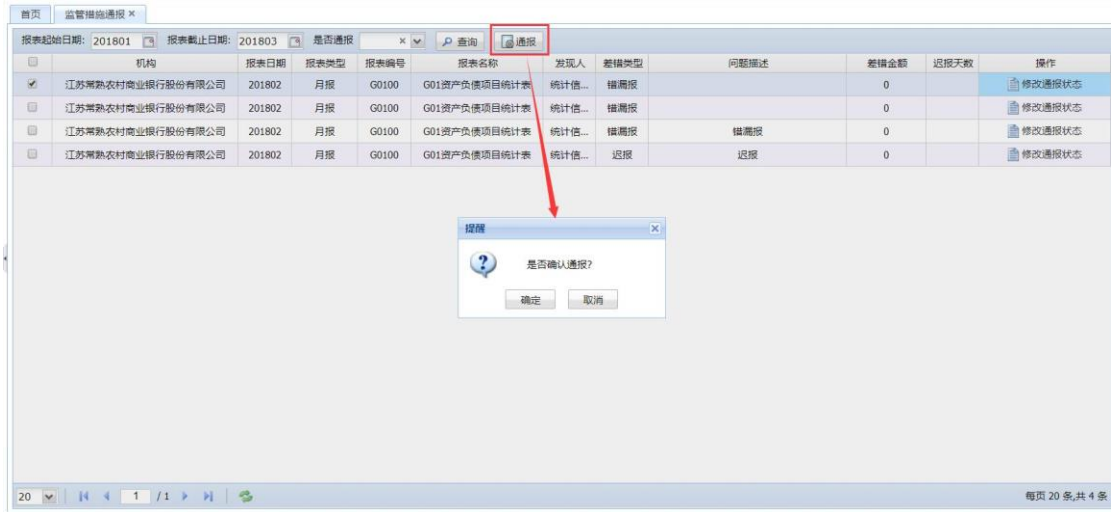 首页 监管措施通报 ×
报表起始日期: 201801 报表截止日期: 201803 是否通报 × 查询 通报
机构 报表日期 报表类型 报表编号 报表名称 发现人 差错类型 问题描述 差错金额 迟报天数 操作
江苏常熟农村商业银行股份有限公司 201802 月报 G0100 G01资产负债项目统计表 统计信... 错漏报 0 修改通报状态
江苏常熟农村商业银行股份有限公司 201802 月报 G0100 G01资产负债项目统计表 统计信... 错漏报 0 修改通报状态
江苏常熟农村商业银行股份有限公司 201802 月报 G0100 G01资产负债项目统计表 统计信... 错漏报 错漏报 0 修改通报状态
江苏常熟农村商业银行股份有限公司 201802 月报 G0100 G01资产负债项目统计表 统计信... 迟报 迟报 0 修改通报状态
提醒
是否确认通报?
确定 取消
20 1 / 1 每页 20 条,共 4 条